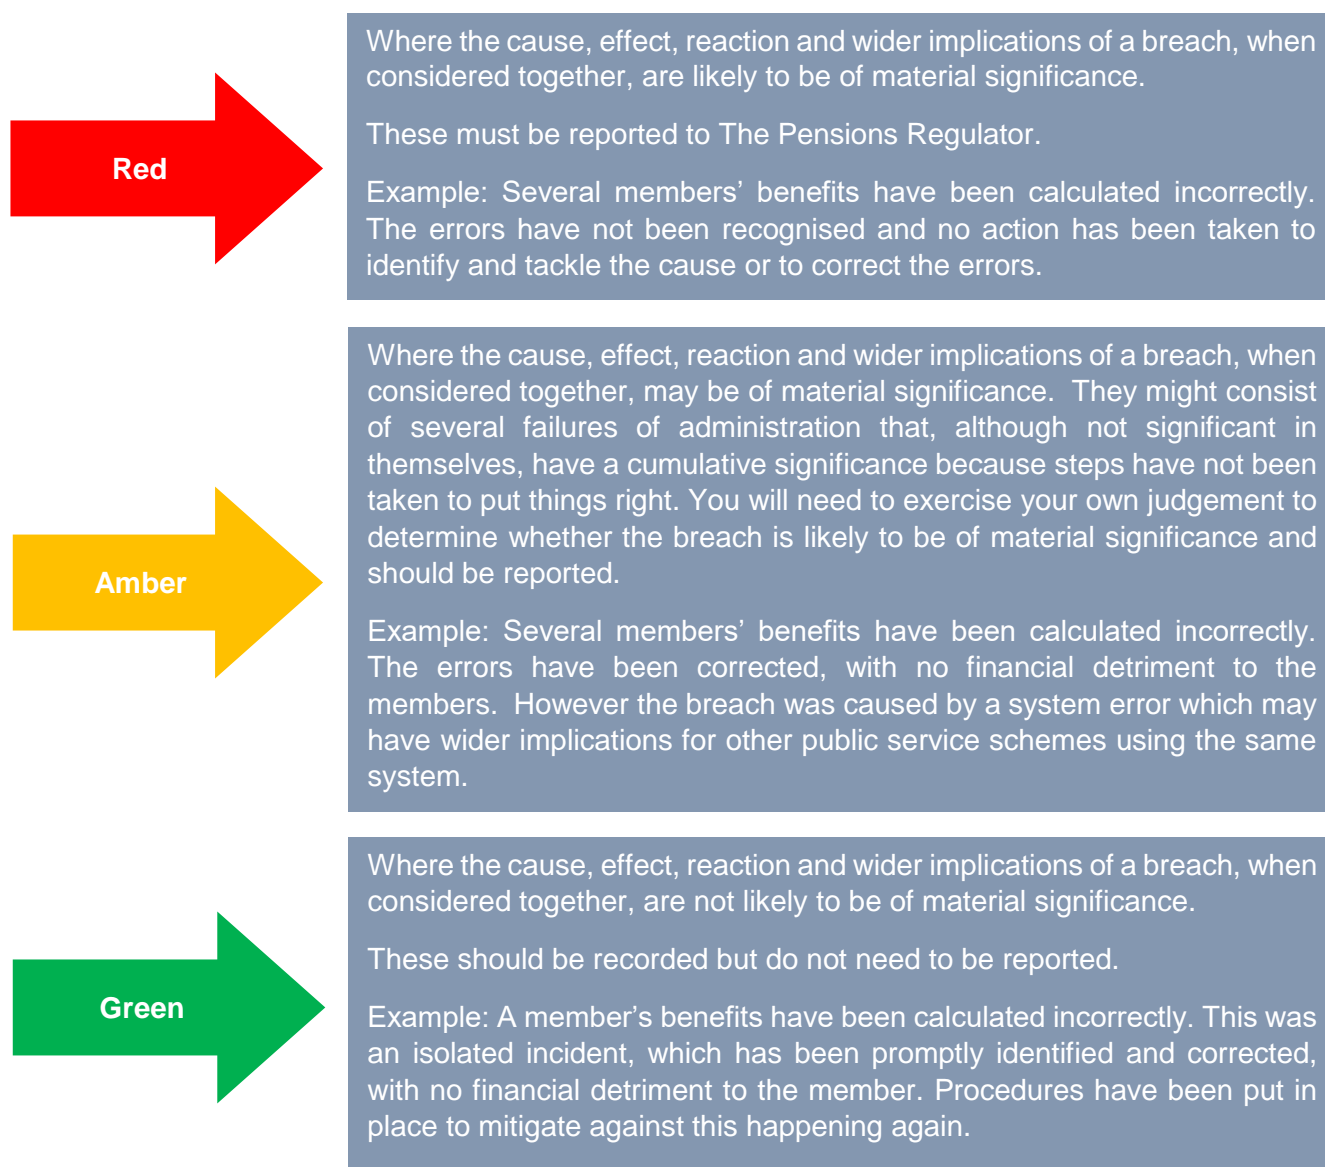 Red
Where the cause, effect, reaction and wider implications of a breach, when
considered together, are likely to be of material significance.
These must be reported to The Pensions Regulator.
Example: Several members’ benefits have been calculated incorrectly.
The errors have not been recognised and no action has been taken to
identify and tackle the cause or to correct the errors.
Amber
Where the cause, effect, reaction and wider implications of a breach, when
considered together, may be of material significance.  They might consist
of several failures of administration that, although not significant in
themselves, have a cumulative significance because steps have not been
taken to put things right. You will need to exercise your own judgement to
determine whether the breach is likely to be of material significance and
should be reported.
Example: Several members’ benefits have been calculated incorrectly.
The errors have been corrected, with no financial detriment to the
members.  However the breach was caused by a system error which may
have wider implications for other public service schemes using the same
system.
Green
Where the cause, effect, reaction and wider implications of a breach, when
considered together, are not likely to be of material significance.
These should be recorded but do not need to be reported.
Example: A member’s benefits have been calculated incorrectly. This was
an isolated incident, which has been promptly identified and corrected,
with no financial detriment to the member. Procedures have been put in
place to mitigate against this happening again.